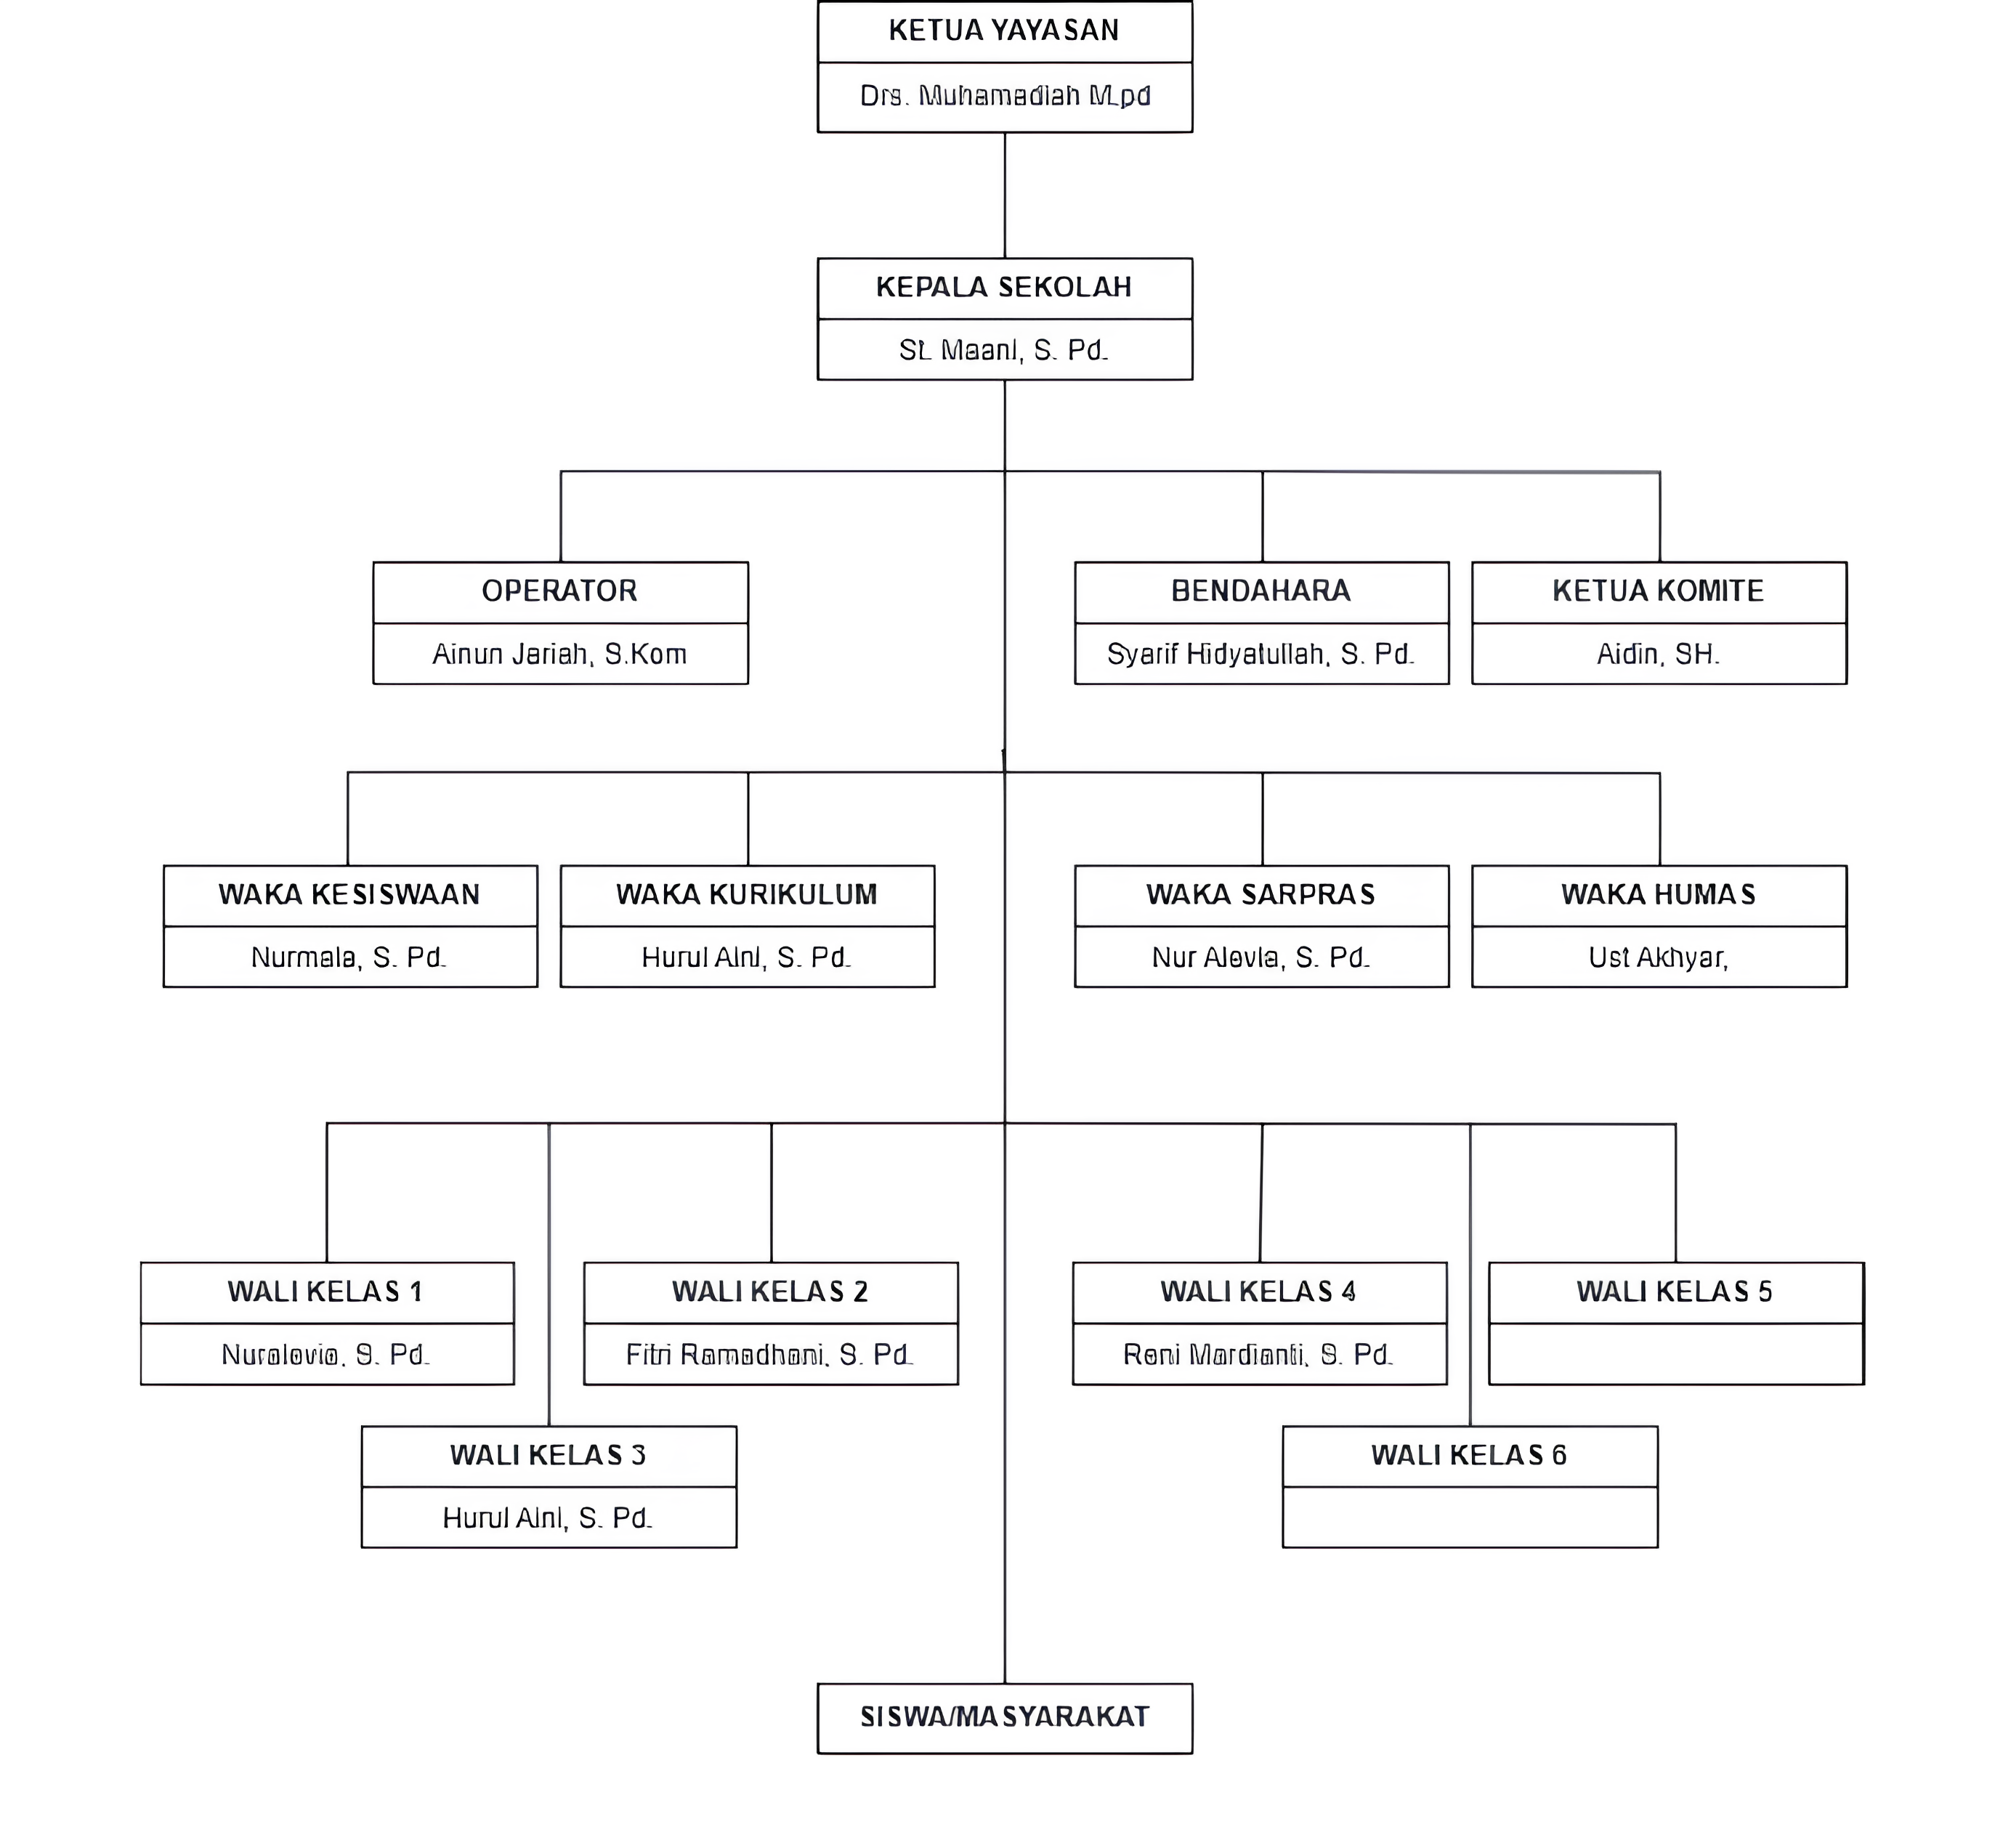 KETUA YAYASAN
Drs. Muhamadiah M.pd
KEPALA SEKOLAH
St. Maani, S. Pd.
OPERATOR
Ainun Jariah, S.Kom
BENDAHARA
Syarif Hidyatullah, S. Pd.
KETUA KOMITE
Aidin, SH.
WAKA KESISWAAN
Nurmala, S. Pd.
WAKA KURIKULUM
Hurul Aini, S. Pd.
WAKA SARPRAS
Nur Alovia, S. Pd.
WAKA HUMAS
Ust Akhyar,
WALI KELAS 1
Nuralovia, S. Pd.
WALI KELAS 2
Fitri Ramadhani, S. Pd.
WALI KELAS 4
Mardianti, S. Pd.
WALI KELAS 5
WALI KELAS 3
Hurul Aini, S. Pd.
WALI KELAS 6
SISWA/MASYARAKAT